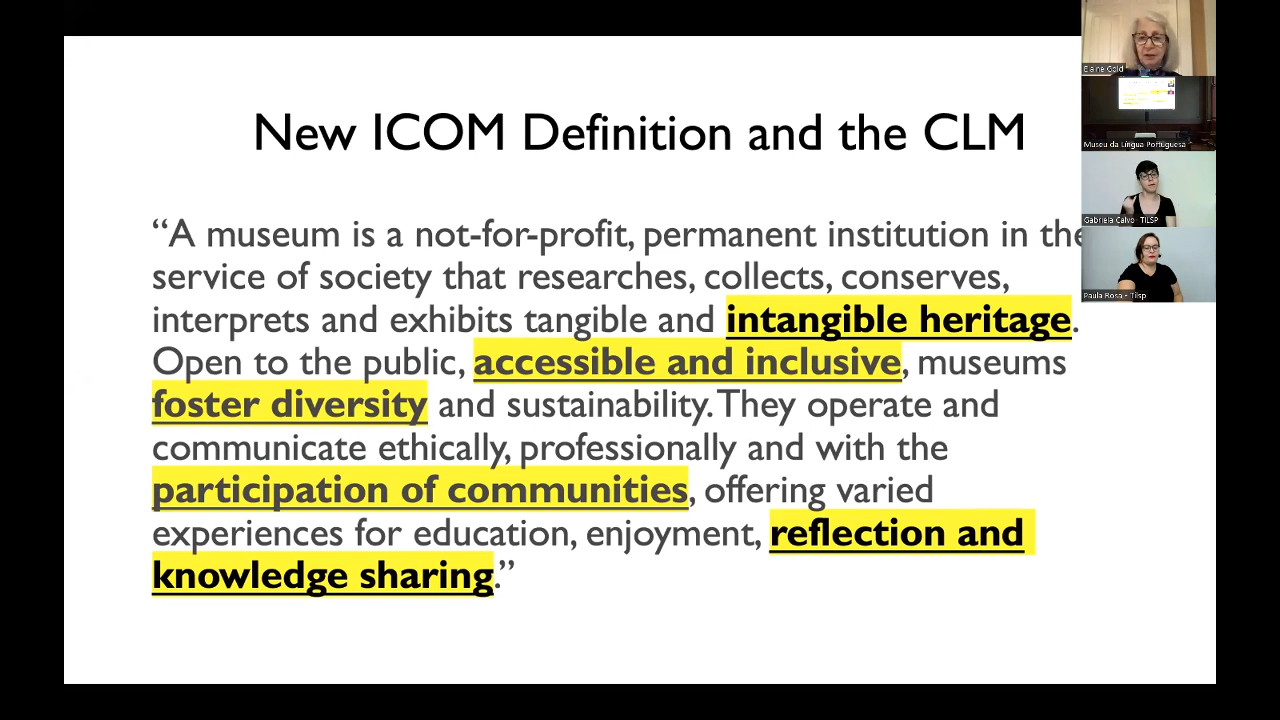 New ICOM Definition and the CLM
“A museum is a not-for-profit, permanent institution in the
service of society that researches, collects, conserves,
interprets and exhibits tangible and intangible heritage.
Open to the public, accessible and inclusive, museums
foster diversity and sustainability. They operate and
communicate ethically, professionally and with the
participation of communities, offering varied
experiences for education, enjoyment, reflection and
knowledge sharing.”
Elaine Gold
Museu da Língua Portuguesa
Gabriela Calvo - TILSP
Paula Rosa - Tilsp